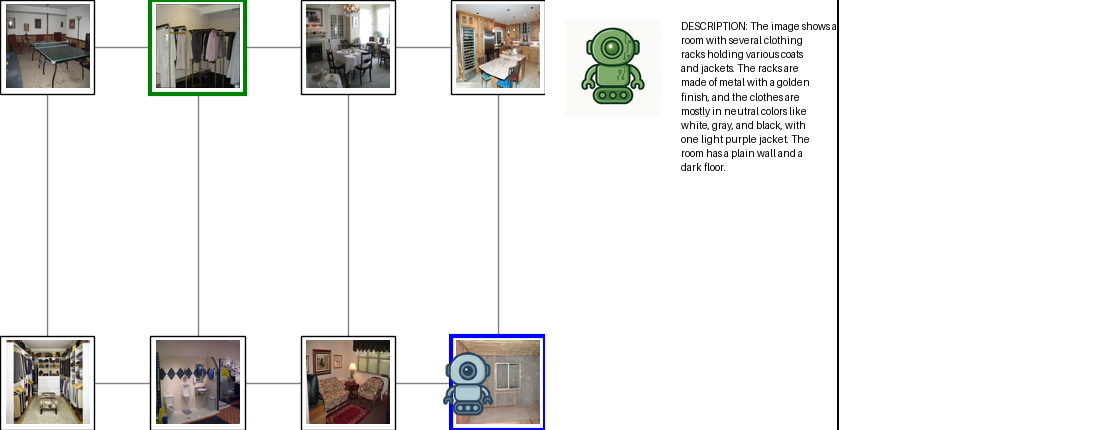 DESCRIPTION: The image shows a
room with several clothing
racks holding various coats
and jackets. The racks are
made of metal with a golden
finish, and the clothes are
mostly in neutral colors like
white, gray, and black, with
one light purple jacket. The
room has a plain wall and a
dark floor.